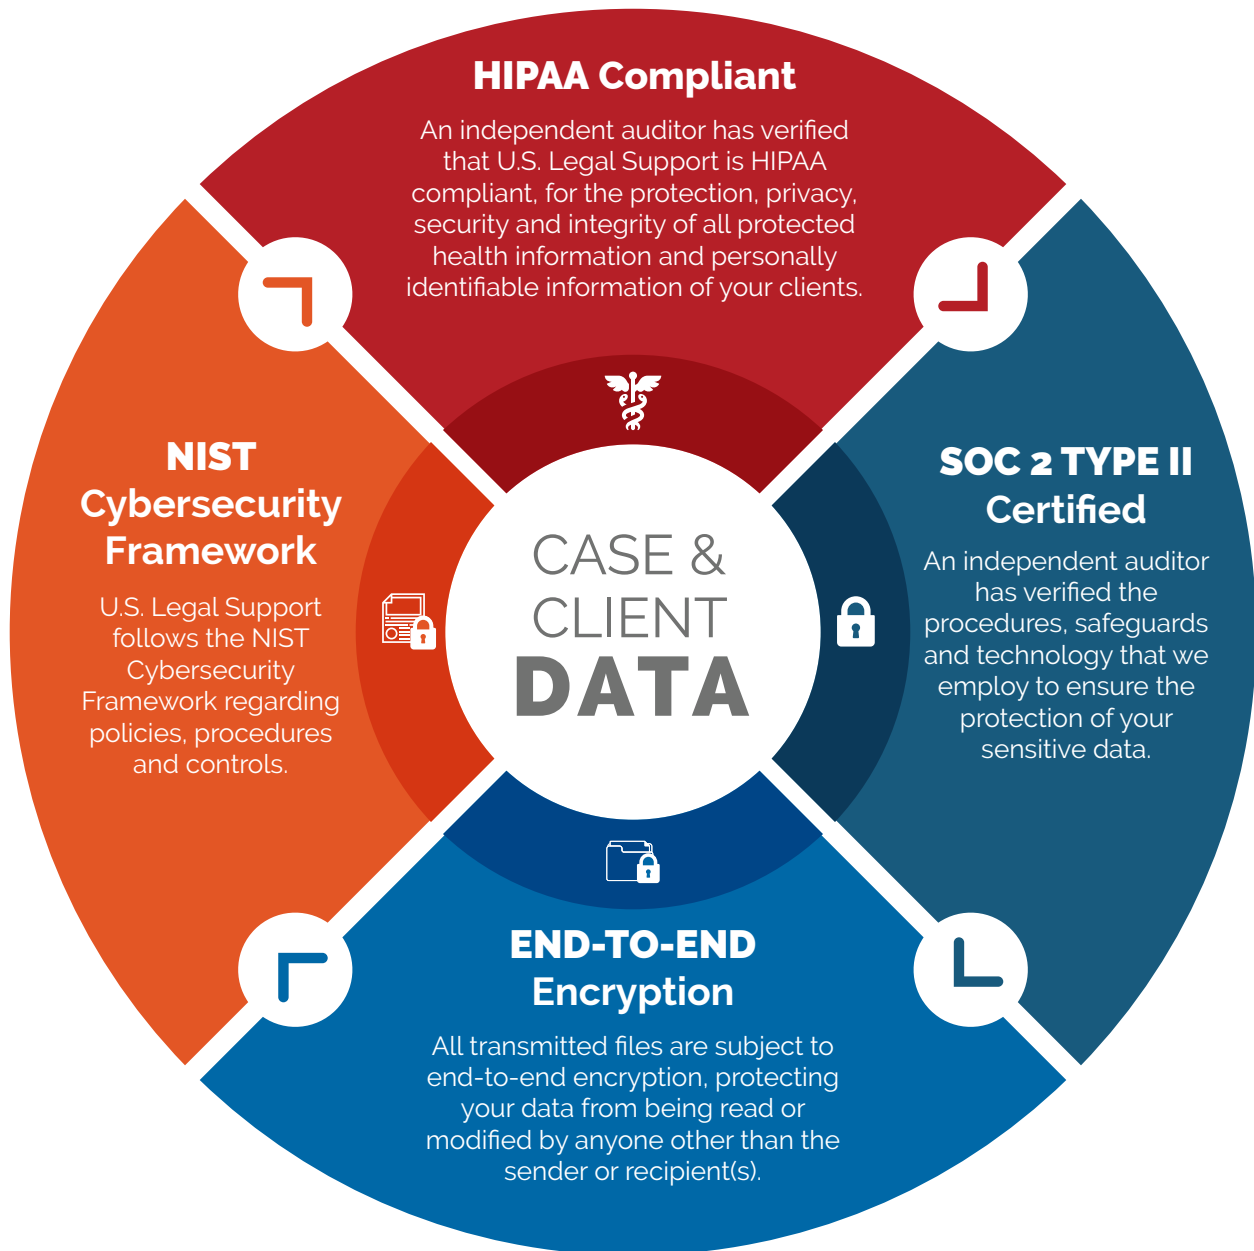 HIPAA Compliant
An independent auditor has verified
that U.S. Legal Support is HIPAA
compliant, for the protection, privacy,
security and integrity of all protected
health information and personally
identifiable information of your clients.
NIST
Cybersecurity
Framework
U.S. Legal Support
follows the NIST
Cybersecurity
Framework regarding
policies, procedures
and controls.
CASE &
CLIENT
DATA
SOC 2 TYPE II
Certified
An independent auditor
has verified the
procedures, safeguards
and technology that we
employ to ensure the
protection of your
sensitive data.
END-TO-END
Encryption
All transmitted files are subject to
end-to-end encryption, protecting
your data from being read or
modified by anyone other than the
sender or recipient(s).